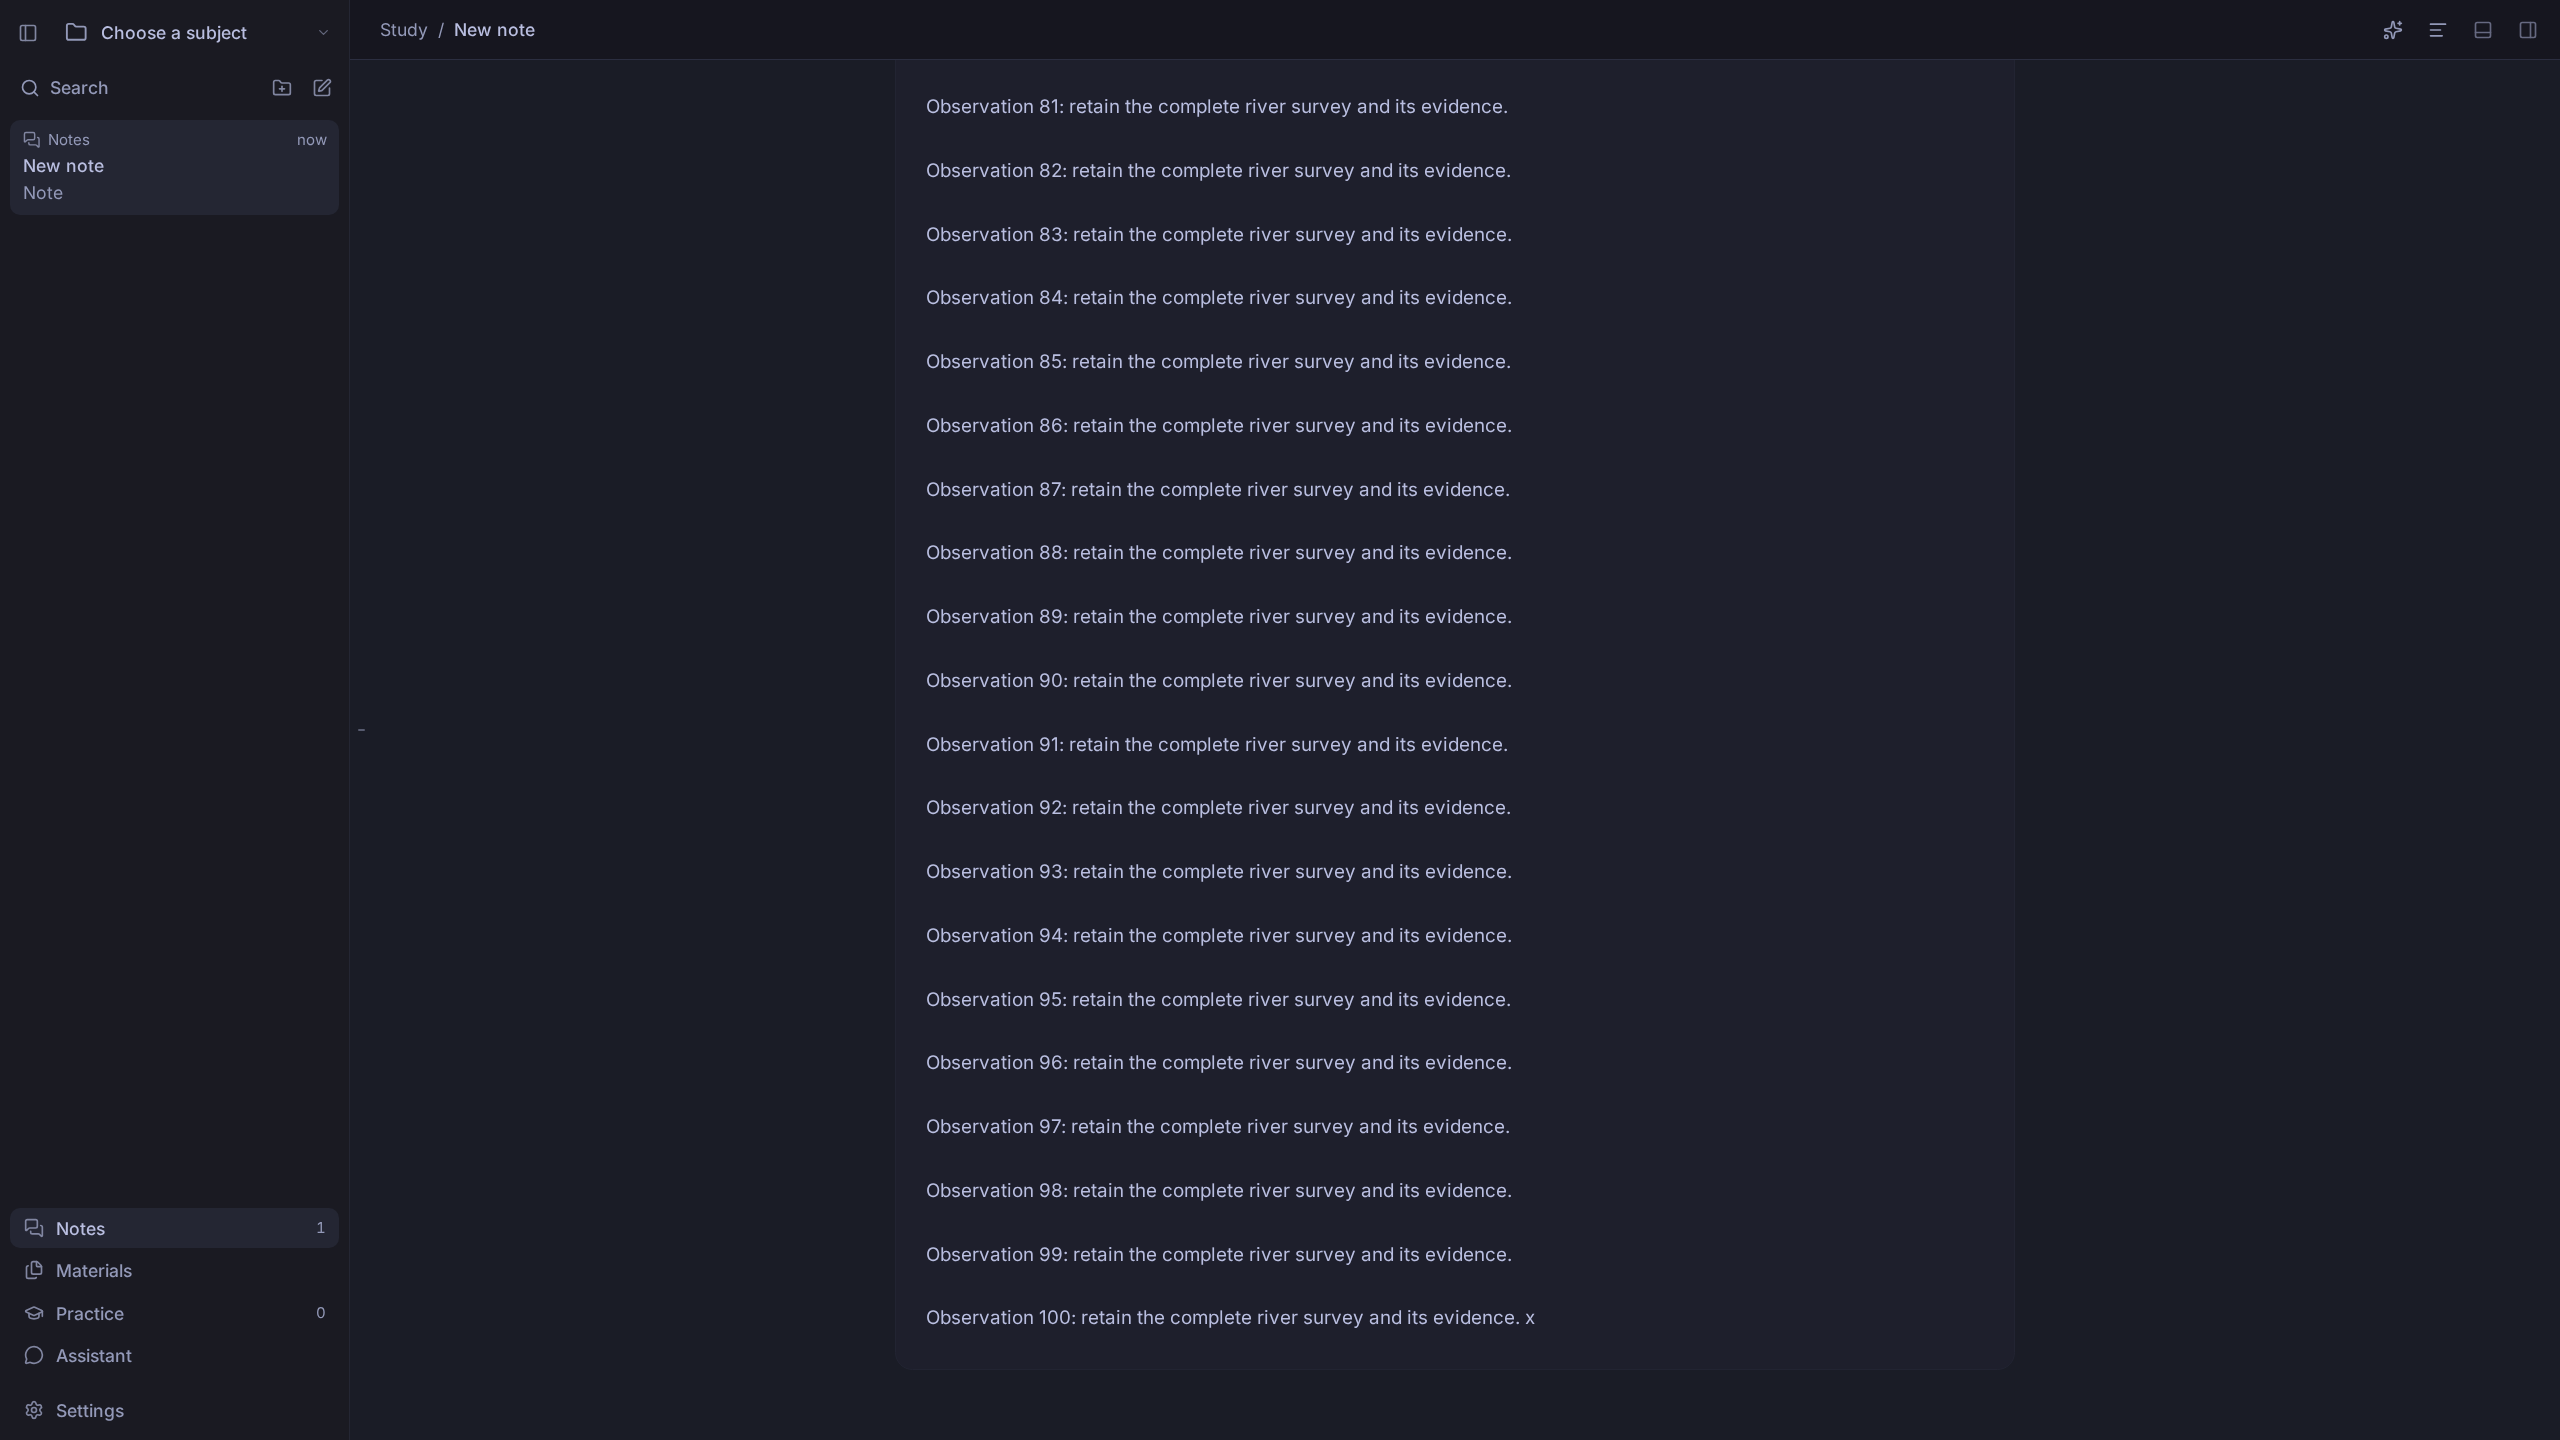 Choose a subject
Search
Notes now
New note
Note
Notes 1
Materials
Practice 0
Assistant
Settings
Study / New note
Observation 81: retain the complete river survey and its evidence.
Observation 82: retain the complete river survey and its evidence.
Observation 83: retain the complete river survey and its evidence.
Observation 84: retain the complete river survey and its evidence.
Observation 85: retain the complete river survey and its evidence.
Observation 86: retain the complete river survey and its evidence.
Observation 87: retain the complete river survey and its evidence.
Observation 88: retain the complete river survey and its evidence.
Observation 89: retain the complete river survey and its evidence.
Observation 90: retain the complete river survey and its evidence.
Observation 91: retain the complete river survey and its evidence.
Observation 92: retain the complete river survey and its evidence.
Observation 93: retain the complete river survey and its evidence.
Observation 94: retain the complete river survey and its evidence.
Observation 95: retain the complete river survey and its evidence.
Observation 96: retain the complete river survey and its evidence.
Observation 97: retain the complete river survey and its evidence.
Observation 98: retain the complete river survey and its evidence.
Observation 99: retain the complete river survey and its evidence.
Observation 100: retain the complete river survey and its evidence. x